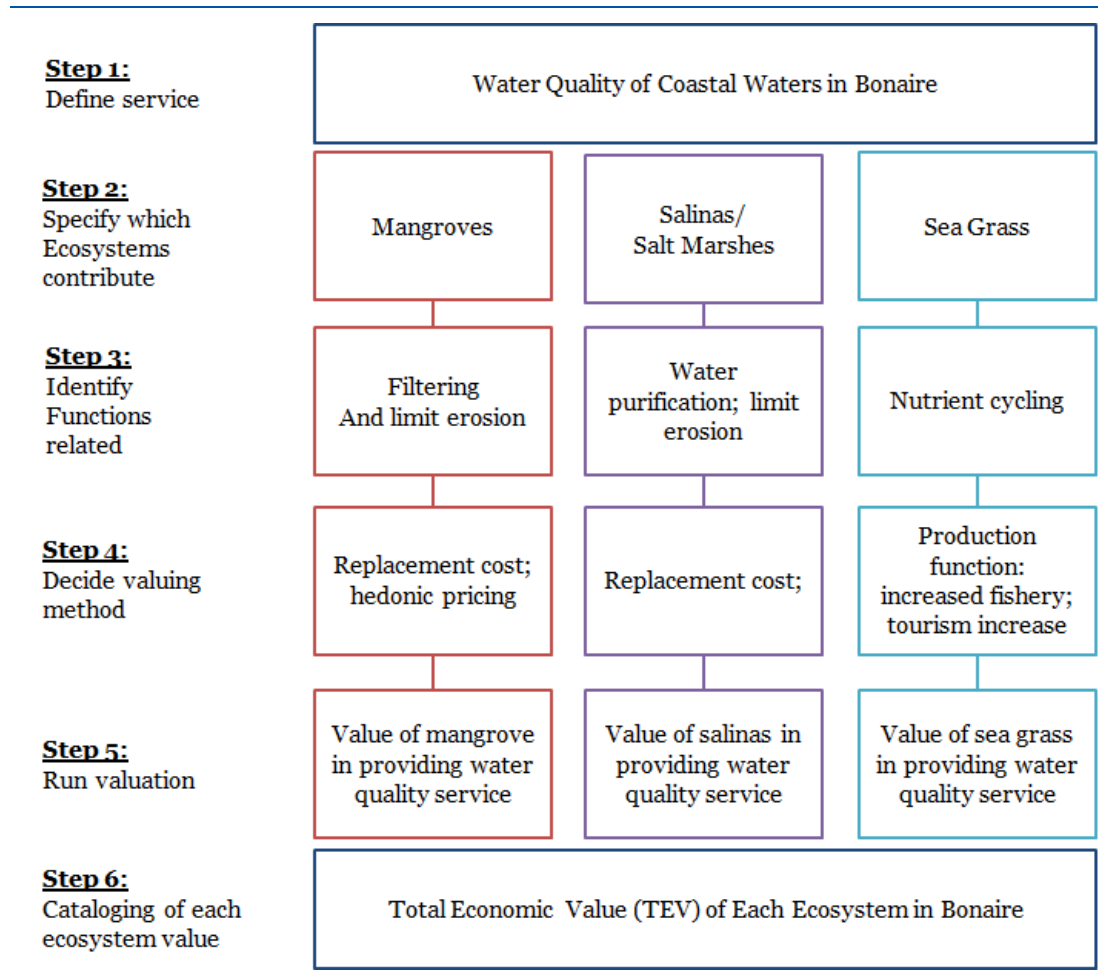 Step 1:
Define service
Water Quality of Coastal Waters in Bonaire
Step 2:
Specify which
Ecosystems
contribute
Mangroves
Salinas/
Salt Marshes
Sea Grass
Step 3:
Identify
Functions
related
Filtering
And limit erosion
Water
purification; limit
erosion
Nutrient cycling
Step 4:
Decide valuing
method
Replacement cost;
hedonic pricing
Replacement cost;
Production
function:
increased fishery;
tourism increase
Step 5:
Run valuation
Value of mangrove
in providing water
quality service
Value of salinas in
providing water
quality service
Value of sea grass
in providing water
quality service
Step 6:
Cataloging of each
ecosystem value
Total Economic Value (TEV) of Each Ecosystem in Bonaire